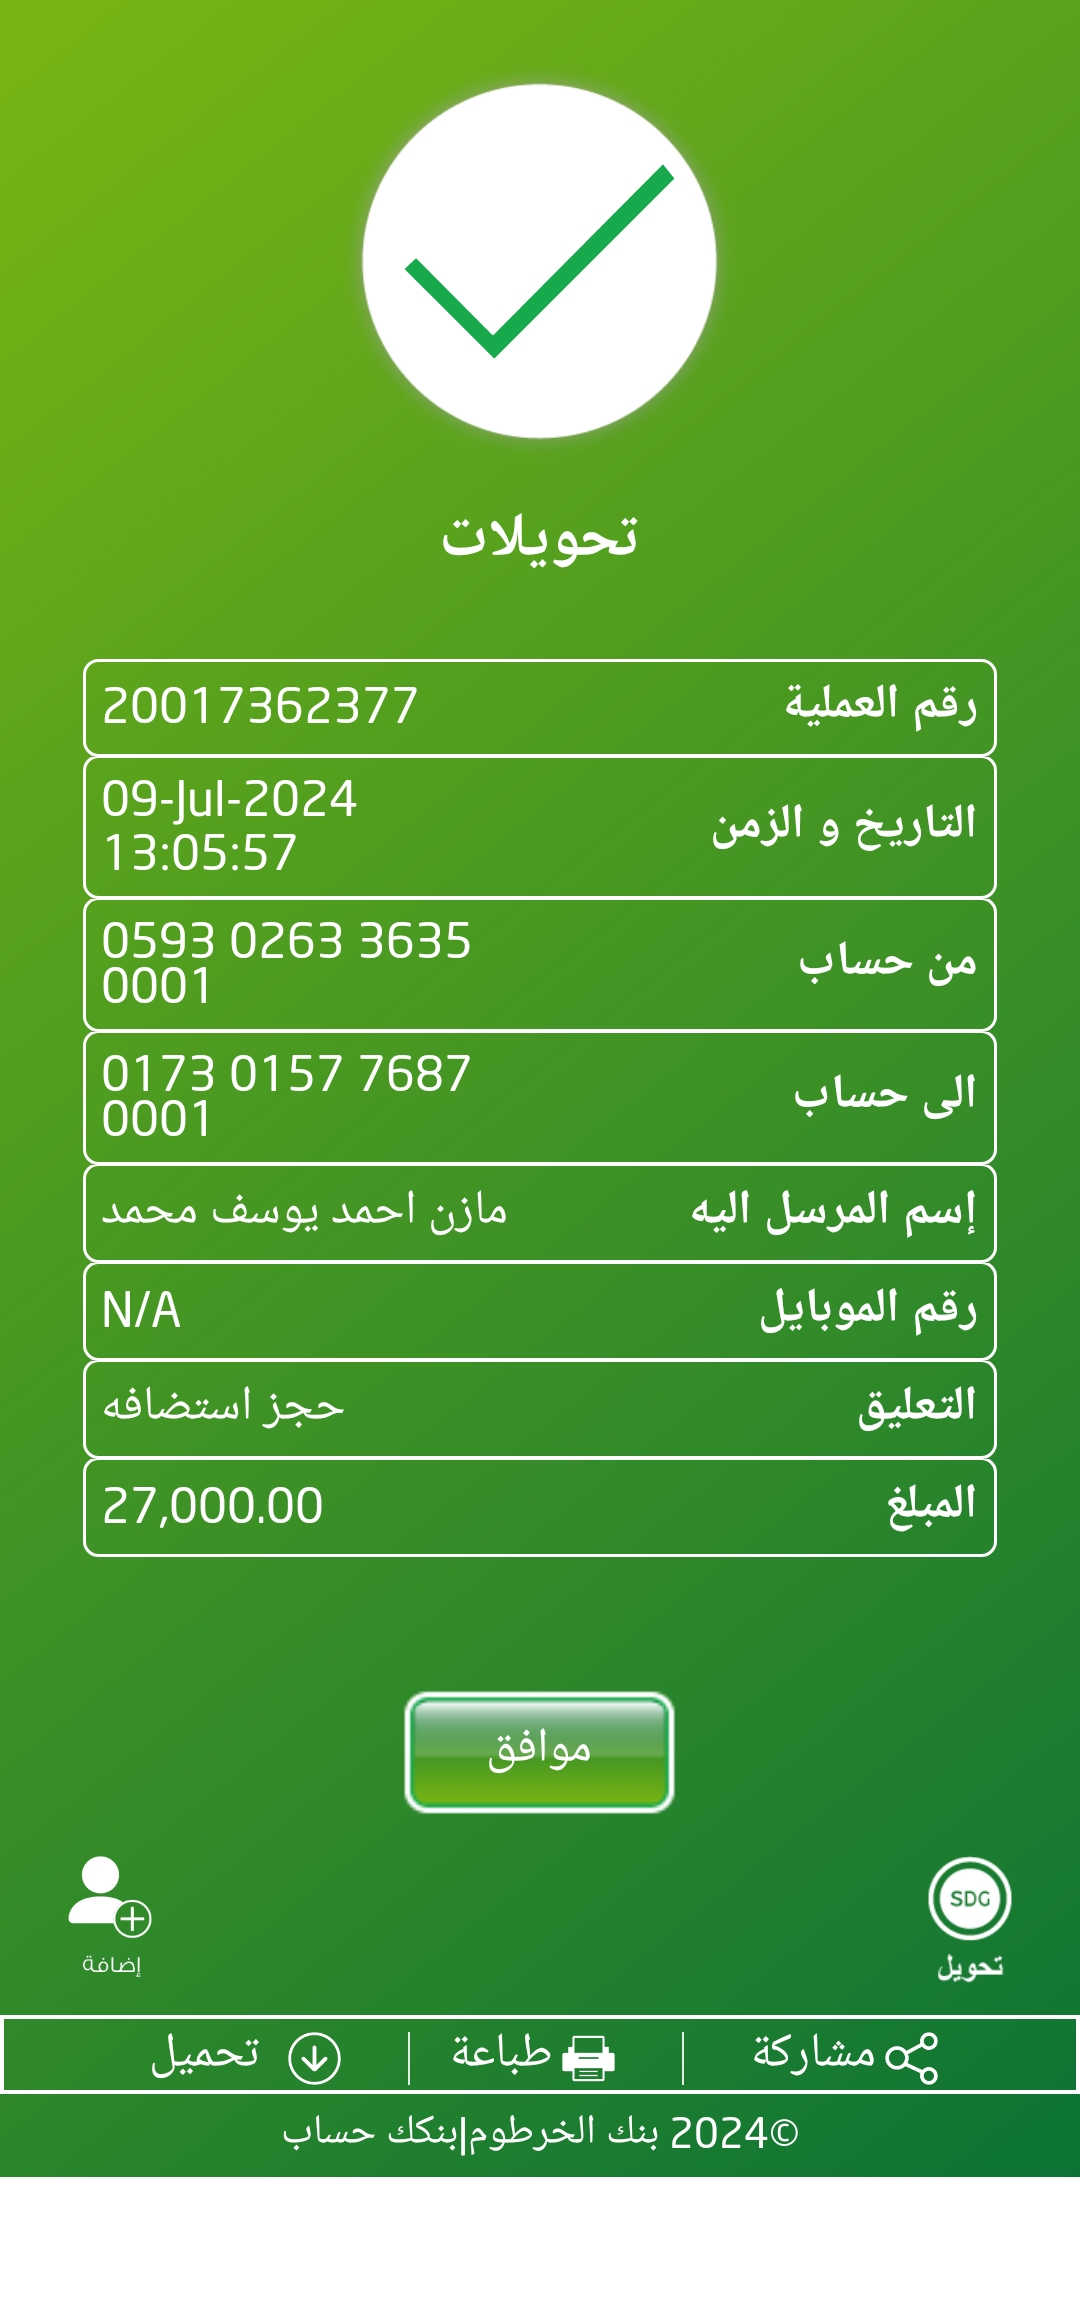 تحويلات
رقم العملية 20017362377
التاريخ و الزمن 09-Jul-2024
13:05:57
من حساب 0593 0263 3635
0001
الى حساب 0173 0157 7687
0001
إسم المرسل اليه مازن احمد يوسف محمد
رقم الموبايل N/A
التعليق حجز استضافه
المبلغ 27,000.00
موافق
SDG
تحويل
إضافة
مشاركة
طباعة
تحميل
©2024 بنك الخرطوم|بنكك حساب